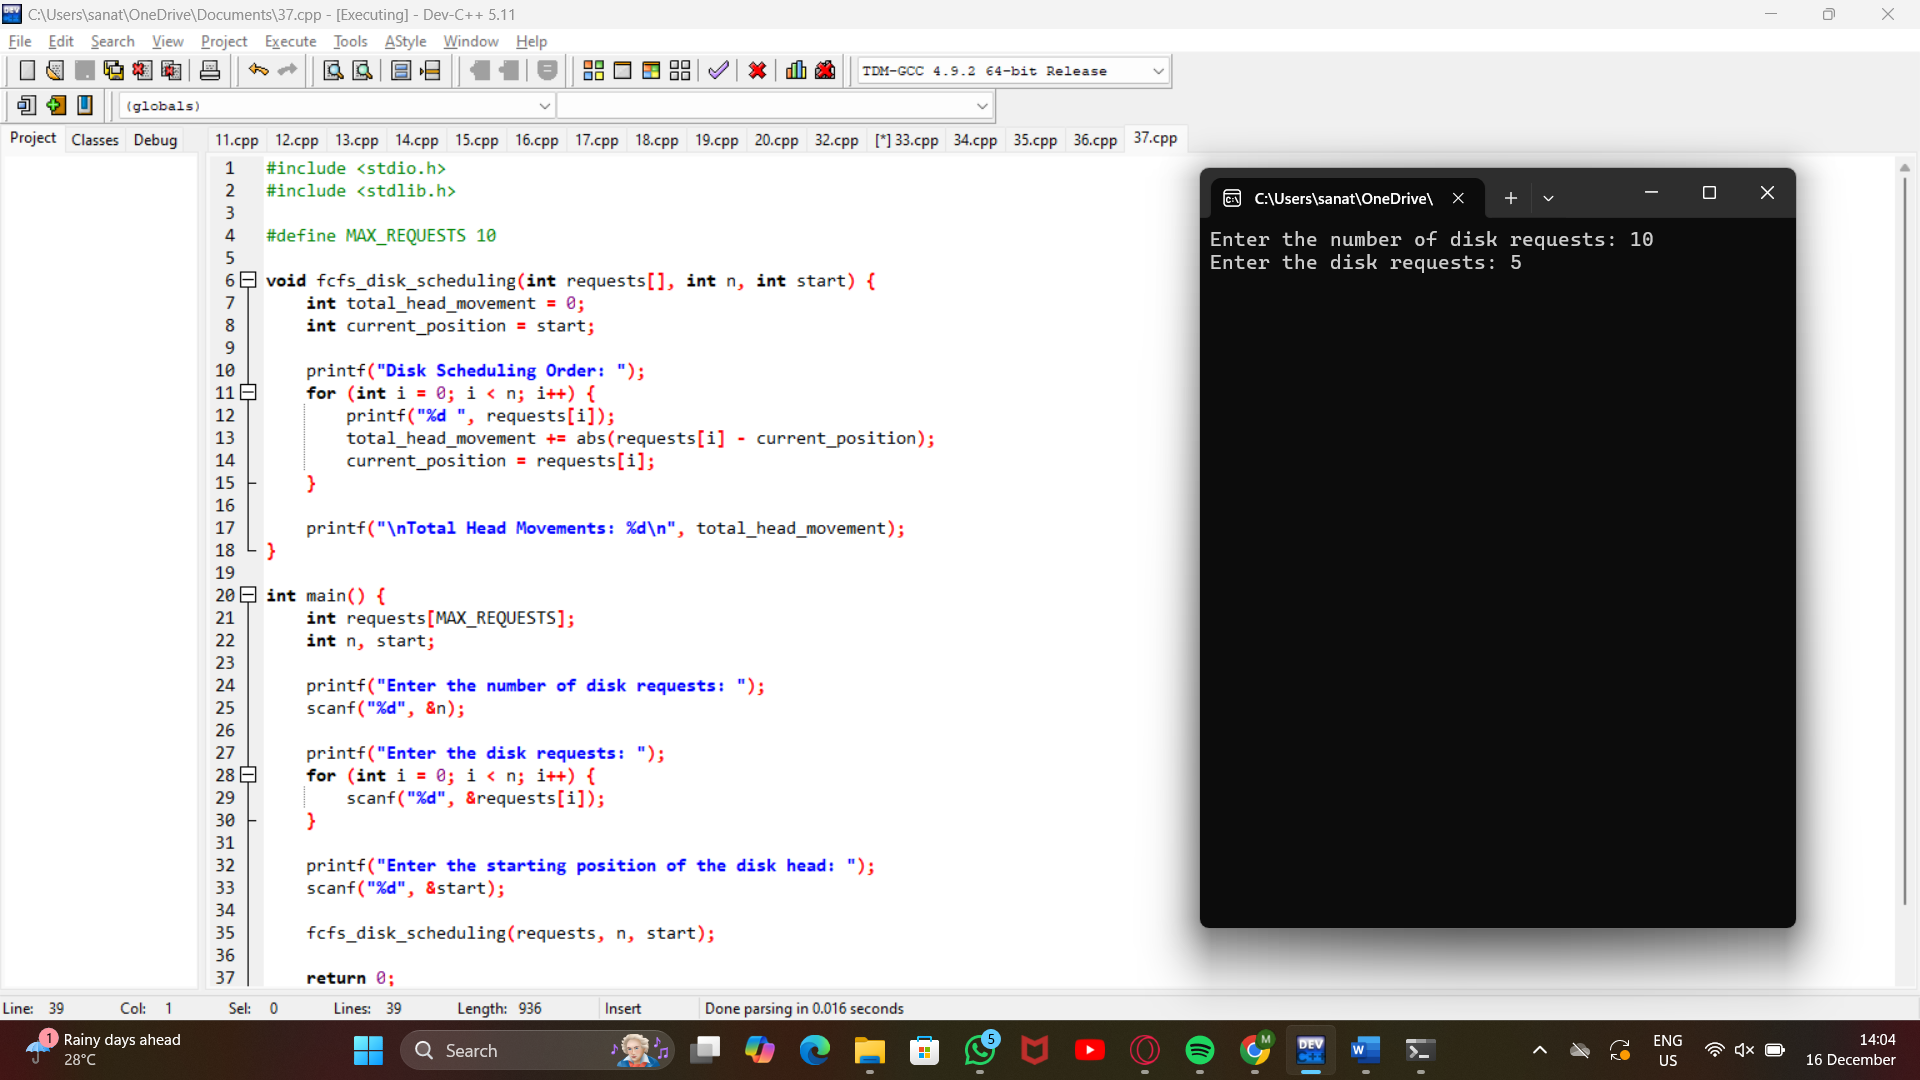 C:\Users\sanat\OneDrive\Documents\37.cpp - [Executing] - Dev-C++ 5.11
File Edit Search View Project Execute Tools AStyle Window Help
TDM-GCC 4.9.2 64-bit Release
(globals)
Project Classes Debug
11.cpp 12.cpp 13.cpp 14.cpp 15.cpp 16.cpp 17.cpp 18.cpp 19.cpp 20.cpp 32.cpp [*] 33.cpp 34.cpp 35.cpp 36.cpp 37.cpp
1 #include <stdio.h>
2 #include <stdlib.h>
3
4 #define MAX_REQUESTS 10
5
6 void fcfs_disk_scheduling(int requests[], int n, int start) {
7 int total_head_movement = 0;
8 int current_position = start;
9
10 printf("Disk Scheduling Order: ");
11 for (int i = 0; i < n; i++) {
12 printf("%d ", requests[i]);
13 total_head_movement += abs(requests[i] - current_position);
14 current_position = requests[i];
15 }
16
17 printf("\nTotal Head Movements: %d\n", total_head_movement);
18 }
19
20 int main() {
21 int requests[MAX_REQUESTS];
22 int n, start;
23
24 printf("Enter the number of disk requests: ");
25 scanf("%d", &n);
26
27 printf("Enter the disk requests: ");
28 for (int i = 0; i < n; i++) {
29 scanf("%d", &requests[i]);
30 }
31
32 printf("Enter the starting position of the disk head: ");
33 scanf("%d", &start);
34
35 fcfs_disk_scheduling(requests, n, start);
36
37 return 0;
C:\Users\sanat\OneDrive\
Enter the number of disk requests: 10
Enter the disk requests: 5
Line: 39 Col: 1 Sel: 0 Lines: 39 Length: 936 Insert Done parsing in 0.016 seconds
1
Rainy days ahead
28°C
Search
5
M
DEV
C++
W
ENG
US
14:04
16 December